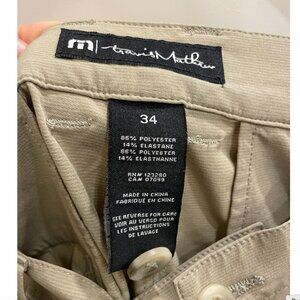 m travisMathew
34
86% POLYESTER
14% ELASTANE
86% POLYESTER
14% ÉLASTHANNE
RN# 123280
CA# 07099
MADE IN CHINA
FABRIQUÉ EN CHINE
SEE REVERSE FOR CARE
VOIR AU VERSO POUR
LES INSTRUCTIONS
DE LAVAGE